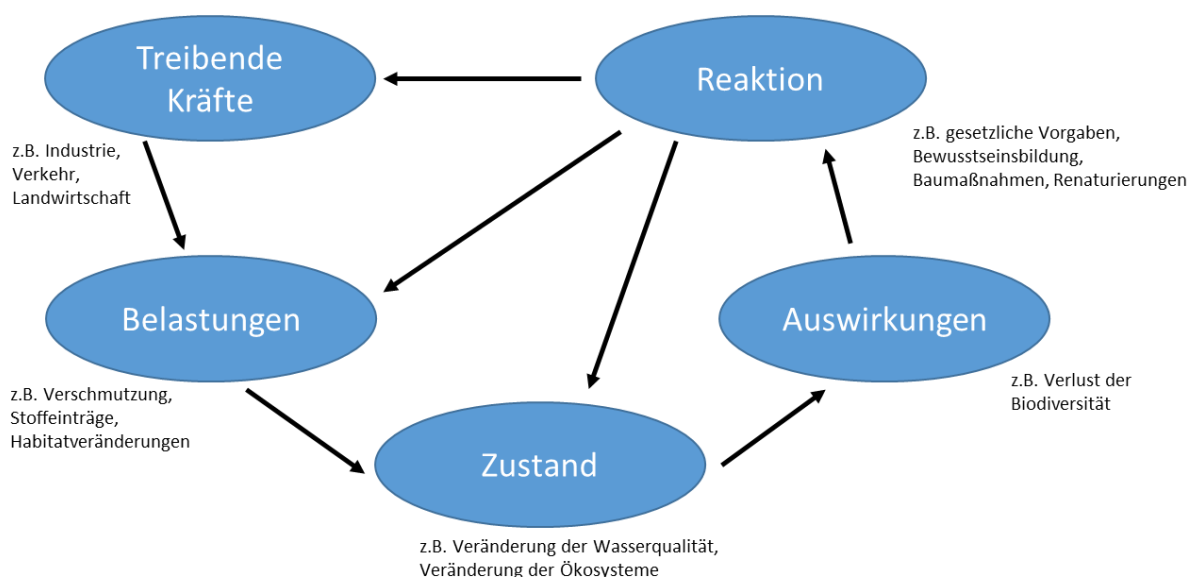 Treibende
Kräfte
Reaktion
z.B. Industrie,
Verkehr,
Landwirtschaft
z.B. gesetzliche Vorgaben,
Bewusstseinsbildung,
Baumaßnahmen, Renaturierungen
Belastungen
Auswirkungen
z.B. Verschmutzung,
Stoffeinträge,
Habitatveränderungen
z.B. Verlust der
Biodiversität
Zustand
z.B. Veränderung der Wasserqualität,
Veränderung der Ökosysteme